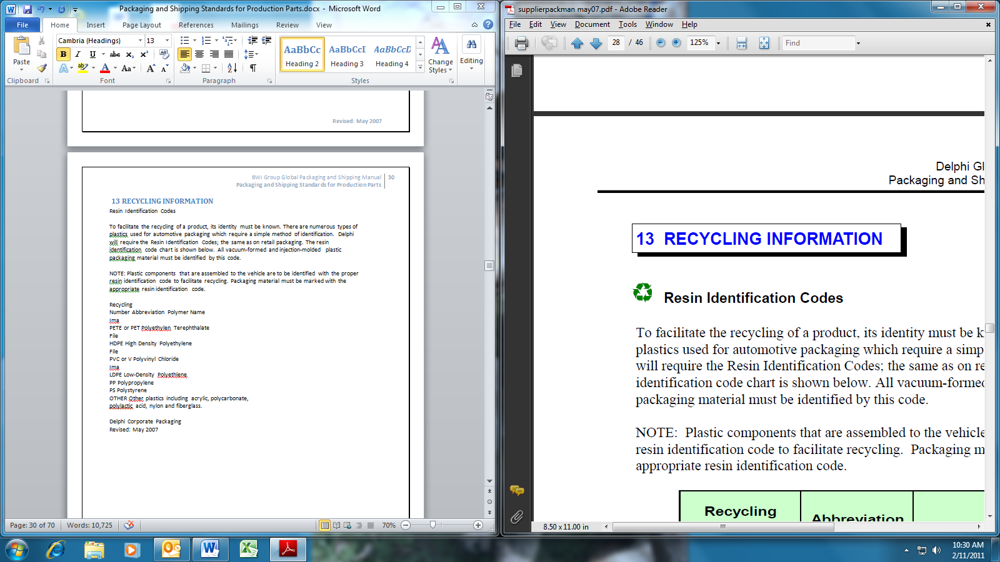 Packaging and Shipping Standards for Production Parts.docx - Microsoft Word
File Home Insert Page Layout References Mailings Review View
Cambria (Headings) 13
Paste
B I U abc x₂ x²
A ab A Aa A A
AaBbCc AaBbCcI AaBbCcD
Heading 2 Heading 3 Heading 4
Change Styles
Editing
Clipboard Font Paragraph Styles
Revised: May 2007
BWI Group Global Packaging and Shipping Manual 30
Packaging and Shipping Standards for Production Parts
13 RECYCLING INFORMATION
Resin Identification Codes
To facilitate the recycling of a product, its identity must be known. There are numerous types of
plastics used for automotive packaging which require a simple method of identification. Delphi
will require the Resin Identification Codes; the same as on retail packaging. The resin
identification code chart is shown below. All vacuum-formed and injection-molded plastic
packaging material must be identified by this code.
NOTE: Plastic components that are assembled to the vehicle are to be identified with the proper
resin identification code to facilitate recycling. Packaging material must be marked with the
appropriate resin identification code.
Recycling
Number Abbreviation Polymer Name
Ima
PETE or PET Polyethylen Terephthalate
File
HDPE High Density Polyethylene
File
PVC or V Polyvinyl Chloride
Ima
LDPE Low-Density Polyethlene
PP Polypropylene
PS Polystyrene
OTHER Other plastics including acrylic, polycarbonate,
polylactic acid, nylon and fiberglass.
Delphi Corporate Packaging
Revised: May 2007
Page: 30 of 70 Words: 10,725 70%
supplierpackman may07.pdf - Adobe Reader
File Edit View Document Tools Window Help
28 / 46 125% Find
Delphi Gl
Packaging and Sh
13 RECYCLING INFORMATION
Resin Identification Codes
To facilitate the recycling of a product, its identity must be k
plastics used for automotive packaging which require a simp
will require the Resin Identification Codes; the same as on re
identification code chart is shown below. All vacuum-formed
packaging material must be identified by this code.
NOTE: Plastic components that are assembled to the vehicle
resin identification code to facilitate recycling. Packaging m
appropriate resin identification code.
Recycling
Abbreviation
8.50 x 11.00 in
10:30 AM
2/11/2011